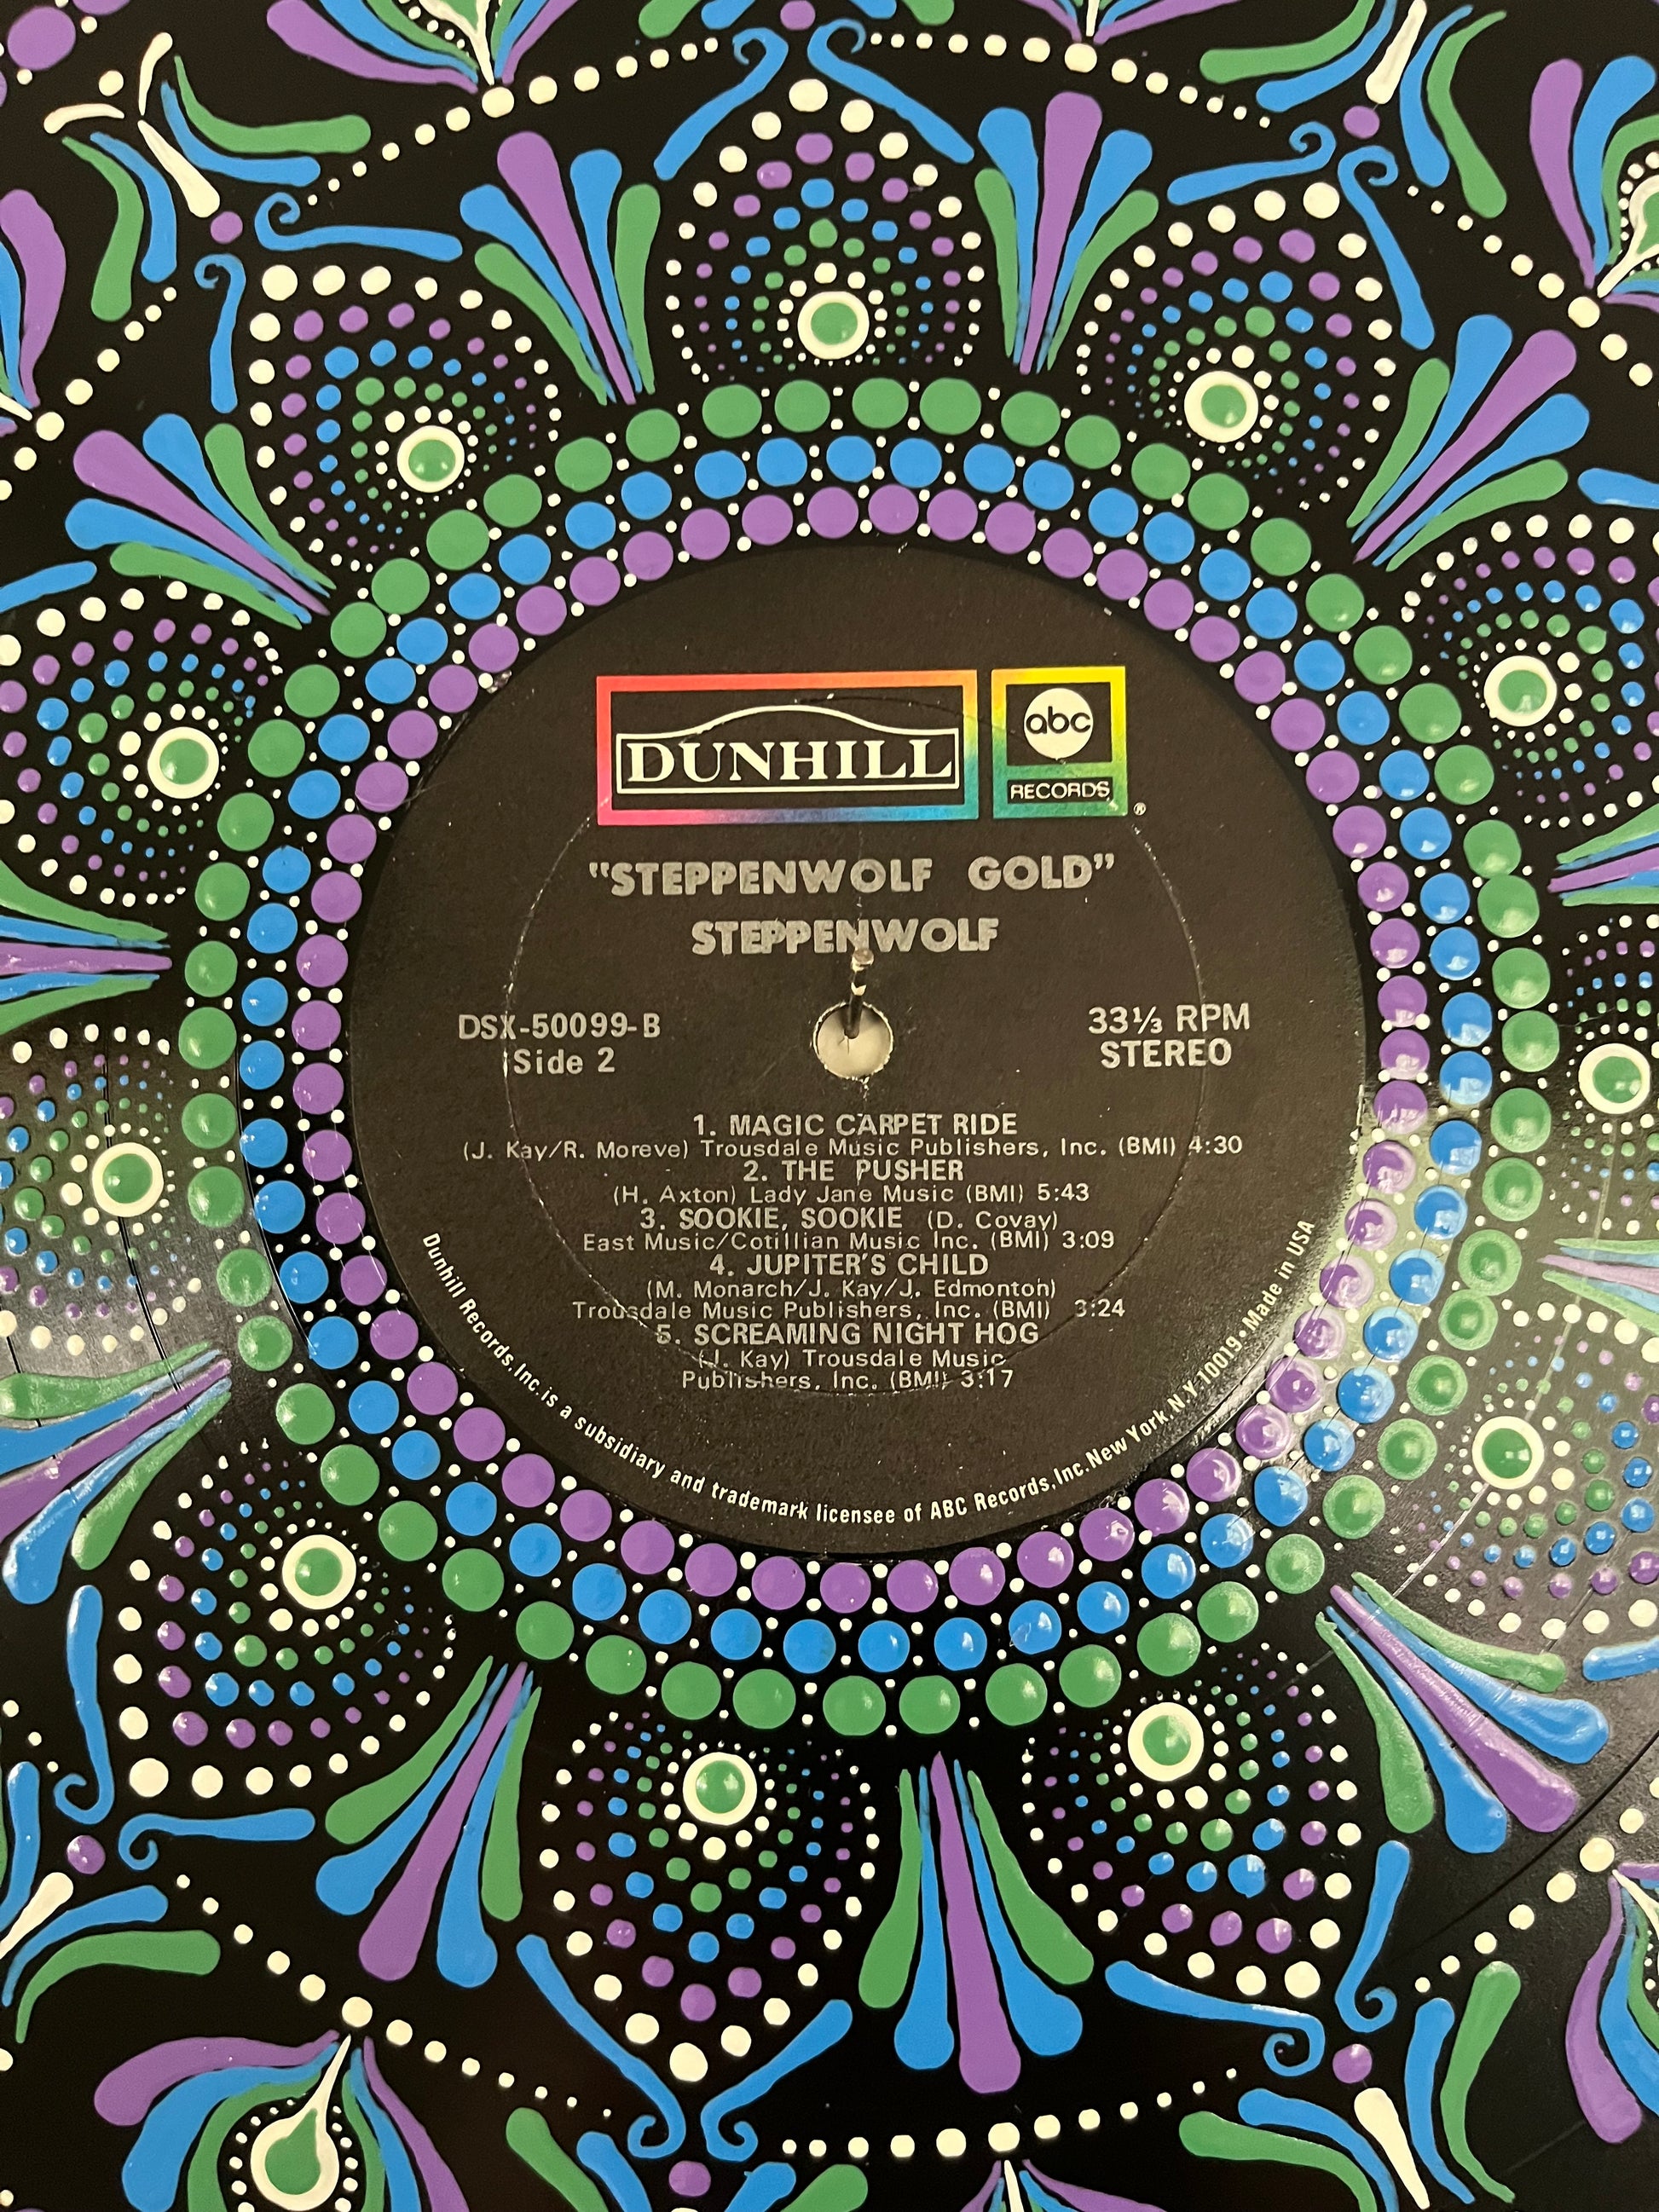 DUNHILL
abc
RECORDS
®
"STEPPENWOLF GOLD"
STEPPENWOLF
DSX-50099-B
Side 2
33⅓ RPM
STEREO
1. MAGIC CARPET RIDE
(J. Kay/R. Moreve) Trousdale Music Publishers, Inc. (BMI) 4:30
2. THE PUSHER
(H. Axton) Lady Jane Music (BMI) 5:43
3. SOOKIE, SOOKIE (D. Covay)
East Music/Cotillian Music Inc. (BMI) 3:09
4. JUPITER'S CHILD
(M. Monarch/J. Kay/J. Edmonton)
Trousdale Music Publishers, Inc. (BMI) 3:24
5. SCREAMING NIGHT HOG
(J. Kay) Trousdale Music
Publishers, Inc. (BMI) 3:17
Dunhill Records, Inc. is a subsidiary and trademark licensee of ABC Records, Inc. New York N.Y 10019 • Made in USA